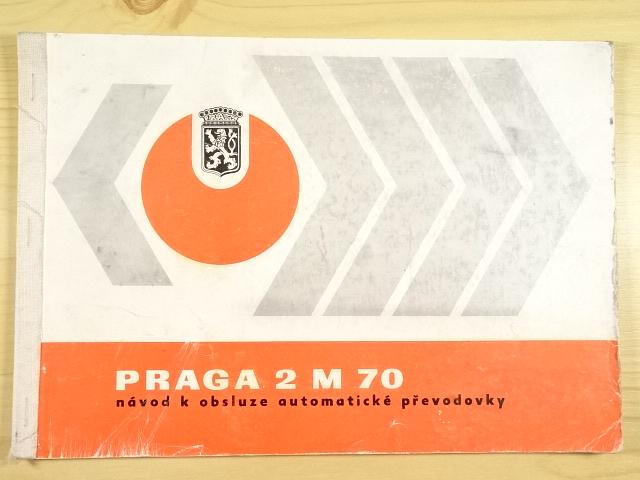 PRAGA 2 M 70
návod k obsluze automatické převodovky